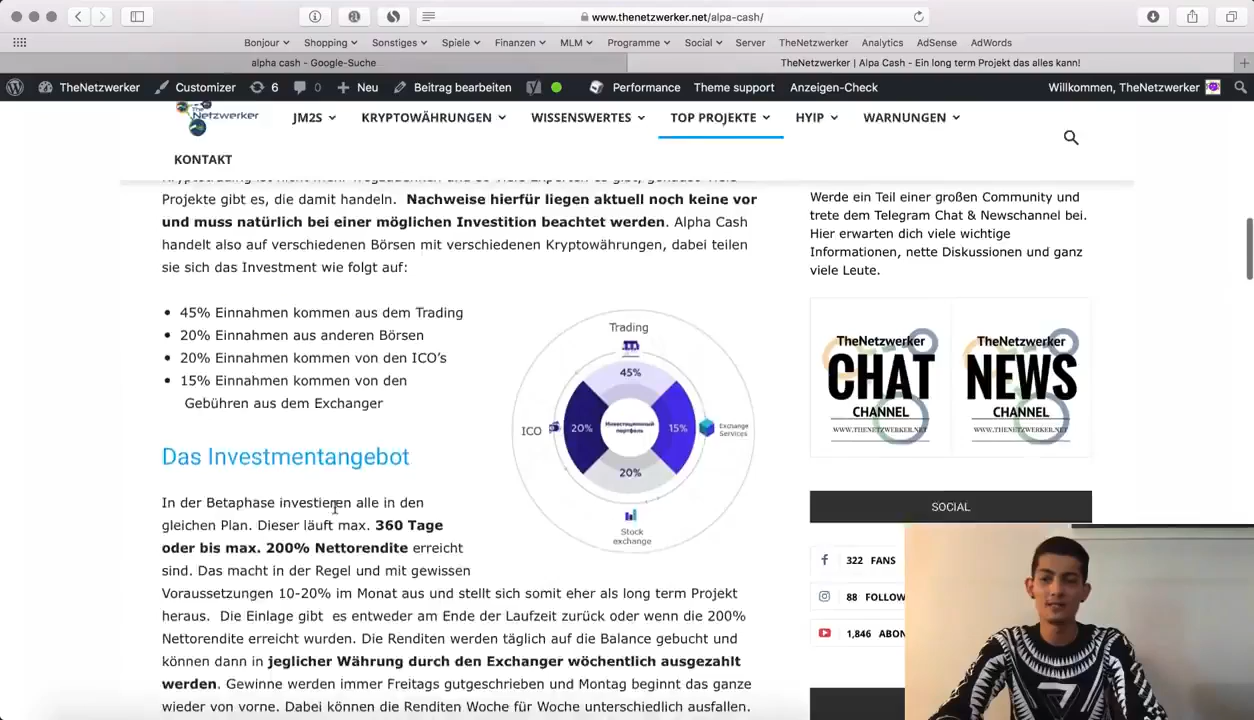 www.thenetzwerker.net/alpa-cash/
Bonjour Shopping Sonstiges Spiele Finanzen MLM Programme Social Server TheNetzwerker Analytics AdSense AdWords
alpha cash - Google-Suche
TheNetzwerker | Alpa Cash - Ein long term Projekt das alles kann!
TheNetzwerker Customizer 6 0 Neu Beitrag bearbeiten Performance Theme support Anzeigen-Check Willkommen, TheNetzwerker
The
Netzwerker
JM2S KRYPTOWÄHRUNGEN WISSENSWERTES TOP PROJEKTE HYIP WARNUNGEN
KONTAKT
Projekte gibt es, die damit handeln. Nachweise hierfür liegen aktuell noch keine vor
und muss natürlich bei einer möglichen Investition beachtet werden. Alpha Cash
handelt also auf verschiedenen Börsen mit verschiedenen Kryptowährungen, dabei teilen
sie sich das Investment wie folgt auf:
45% Einnahmen kommen aus dem Trading
20% Einnahmen aus anderen Börsen
20% Einnahmen kommen von den ICO's
15% Einnahmen kommen von den
Gebühren aus dem Exchanger
Trading
45%
ICO
20%
Инвестиционный
портфель
15%
Exchange
Services
20%
Stock
exchange
Das Investmentangebot
In der Betaphase investieren alle in den
gleichen Plan. Dieser läuft max. 360 Tage
oder bis max. 200% Nettorendite erreicht
sind. Das macht in der Regel und mit gewissen
Voraussetzungen 10-20% im Monat aus und stellt sich somit eher als long term Projekt
heraus. Die Einlage gibt es entweder am Ende der Laufzeit zurück oder wenn die 200%
Nettorendite erreicht wurden. Die Renditen werden täglich auf die Balance gebucht und
können dann in jeglicher Währung durch den Exchanger wöchentlich ausgezahlt
werden. Gewinne werden immer Freitags gutgeschrieben und Montag beginnt das ganze
wieder von vorne. Dabei können die Renditen Woche für Woche unterschiedlich ausfallen.
Werde ein Teil einer großen Community und
trete dem Telegram Chat & Newschannel bei.
Hier erwarten dich viele wichtige
Informationen, nette Diskussionen und ganz
viele Leute.
TheNetzwerker
CHAT
CHANNEL
WWW.THENETZWERKER.NET
TheNetzwerker
NEWS
CHANNEL
WWW.THENETZWERKER.NET
SOCIAL
322 FANS
88 FOLLOW
1,846 ABON